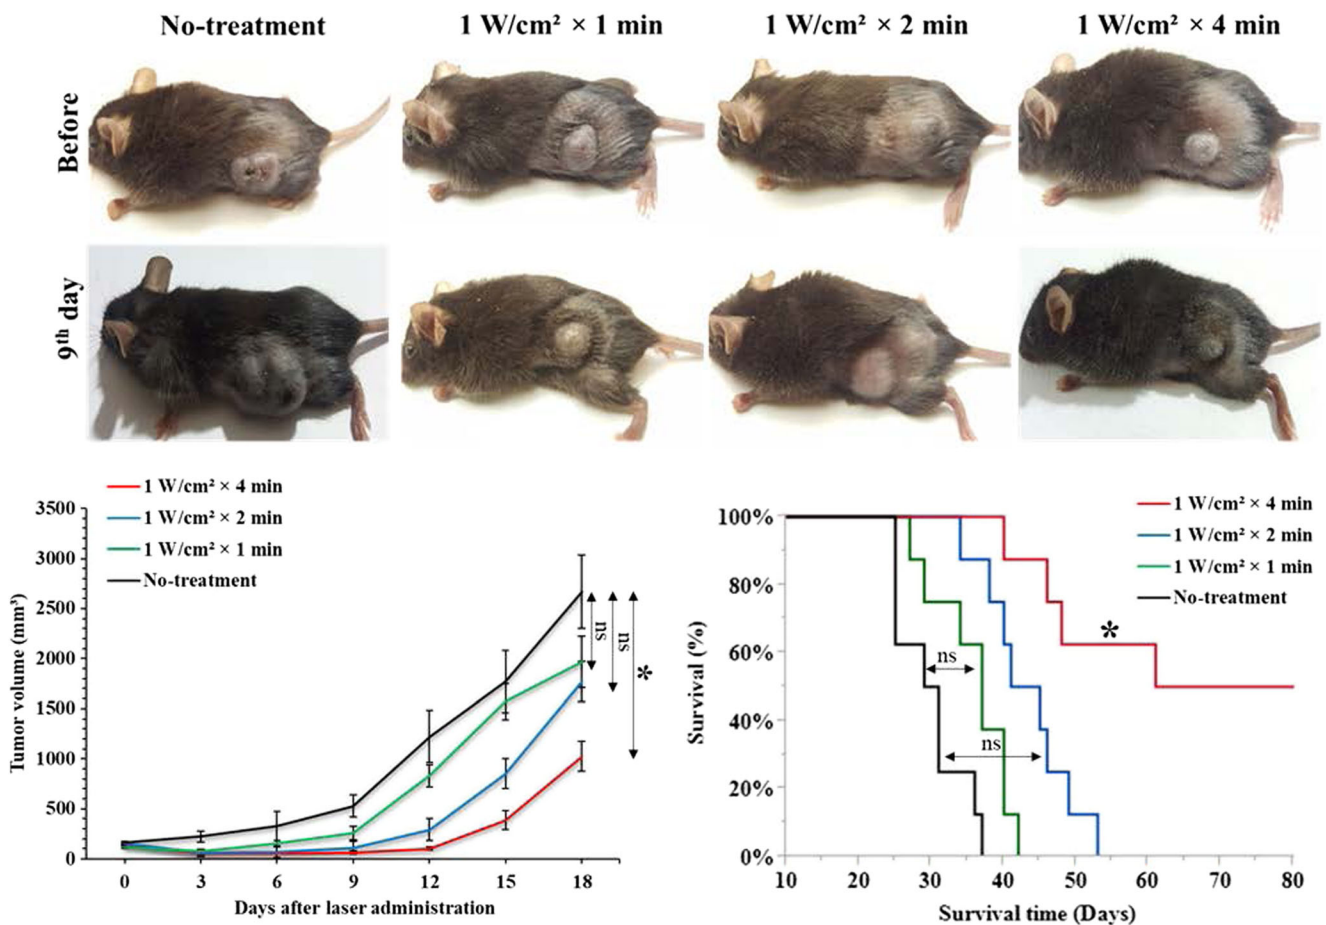 No-treatment
1 W/cm² × 1 min
1 W/cm² × 2 min
1 W/cm² × 4 min
Before
9th day
1 W/cm² × 4 min
1 W/cm² × 2 min
1 W/cm² × 1 min
No-treatment
Tumor volume (mm³)
3500
3000
2500
2000
1500
1000
500
0
ns
ns
*
0 3 6 9 12 15 18
Days after laser administration
1 W/cm² × 4 min
1 W/cm² × 2 min
1 W/cm² × 1 min
No-treatment
Survival (%)
100%
80%
60%
40%
20%
0%
*
ns
ns
10 20 30 40 50 60 70 80
Survival time (Days)